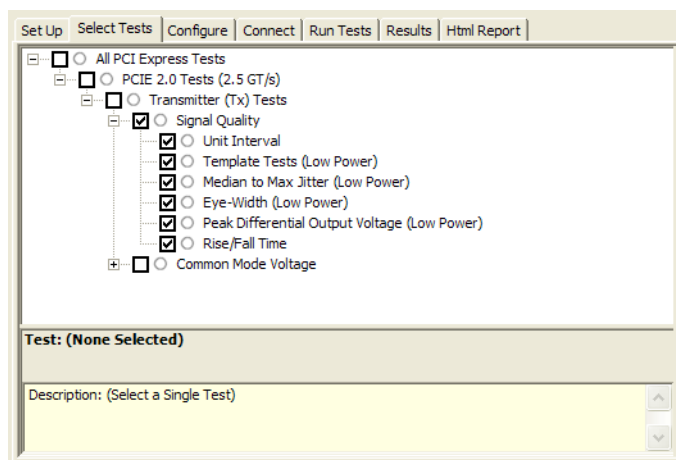 Set Up Select Tests Configure Connect Run Tests Results Html Report
All PCI Express Tests
PCIE 2.0 Tests (2.5 GT/s)
Transmitter (Tx) Tests
Signal Quality
Unit Interval
Template Tests (Low Power)
Median to Max Jitter (Low Power)
Eye-Width (Low Power)
Peak Differential Output Voltage (Low Power)
Rise/Fall Time
Common Mode Voltage
Test: (None Selected)
Description: (Select a Single Test)